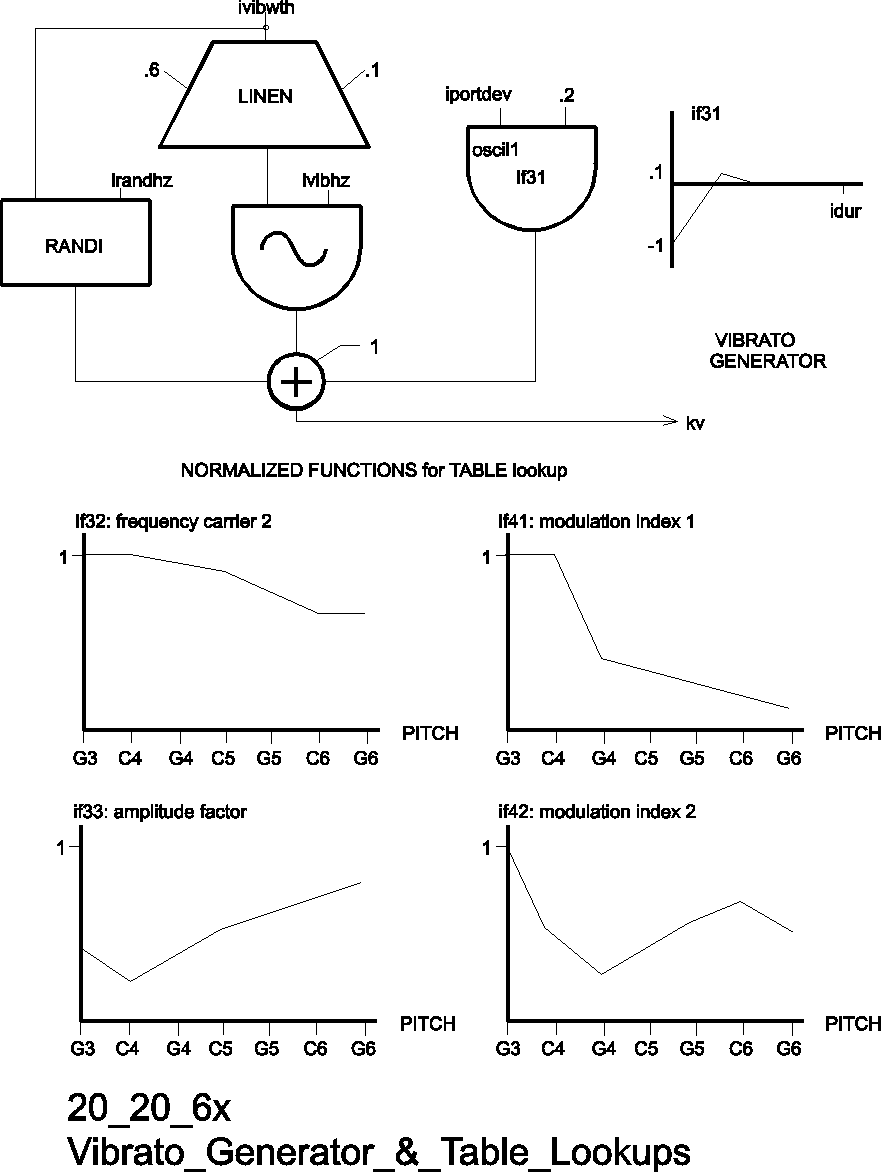 ivibwth
.6
LINEN
.1
iportdev
.2
if31
oscil1
if31
.1
-1
idur
irandhz
ivibhz
RANDI
1
VIBRATO
GENERATOR
kv
NORMALIZED FUNCTIONS for TABLE lookup
if32: frequency carrier 2
1
PITCH
G3 C4 G4 C5 G5 C6 G6
if41: modulation index 1
1
PITCH
G3 C4 G4 C5 G5 C6 G6
if33: amplitude factor
1
PITCH
G3 C4 G4 C5 G5 C6 G6
if42: modulation index 2
1
PITCH
G3 C4 G4 C5 G5 C6 G6
20_20_6x
Vibrato_Generator_&_Table_Lookups